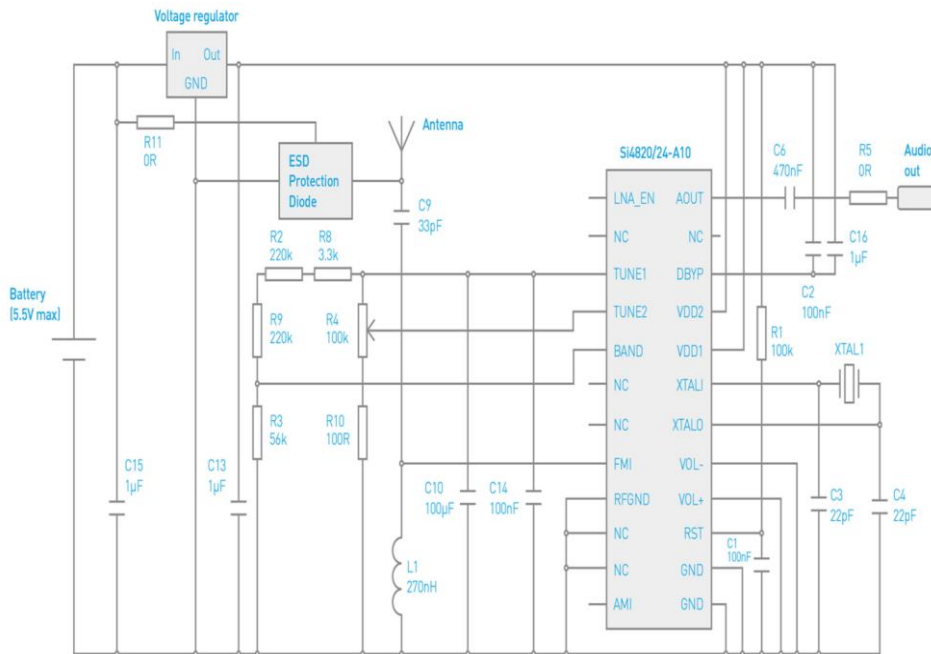 Voltage regulator
In Out
GND
R11
0R
Antenna
ESD
Protection
Diode
C9
33pF
Si4820/24-A10
C6
470nF
R5
0R
Audio
out
LNA_EN
AOUT
NC
NC
R2
220k
R8
3.3k
TUNE1
DBYP
C16
1µF
C2
100nF
Battery
(5.5V max)
R9
220k
R4
100k
TUNE2
VDD2
R1
100k
BAND
VDD1
XTAL1
NC
XTALI
R3
56k
R10
100R
NC
XTALO
C15
1µF
C13
1µF
FMI
VOL-
C10
100µF
C14
100nF
RFGND
VOL+
C3
22pF
C4
22pF
NC
RST
C1
100nF
L1
270nH
NC
GND
AMI
GND